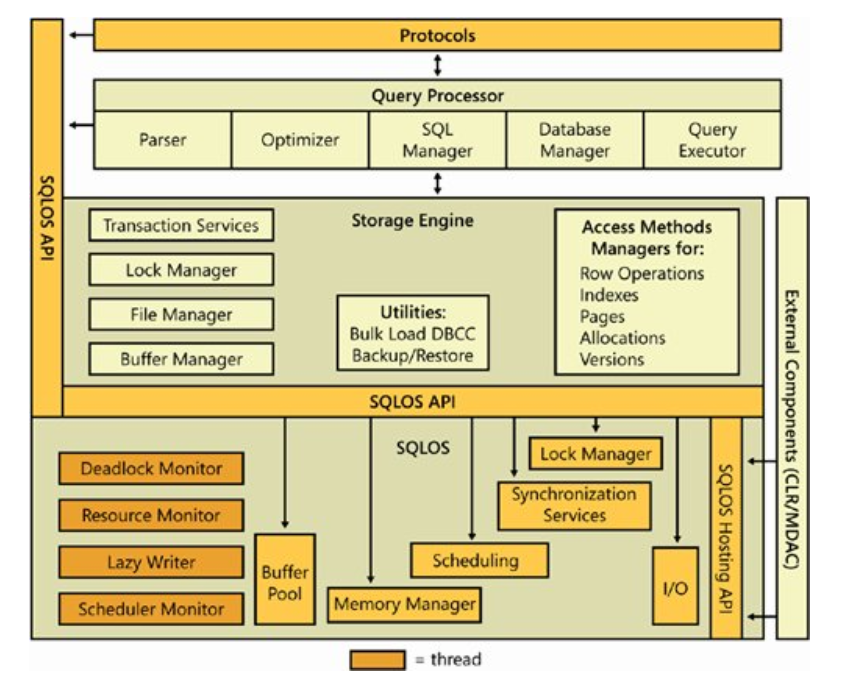 Protocols
Query Processor
Parser
Optimizer
SQL
Manager
Database
Manager
Query
Executor
SQLOS API
Storage Engine
Transaction Services
Lock Manager
File Manager
Buffer Manager
Utilities:
Bulk Load DBCC
Backup/Restore
Access Methods
Managers for:
Row Operations
Indexes
Pages
Allocations
Versions
External Components (CLR/MDAC)
SQLOS API
SQLOS
Deadlock Monitor
Resource Monitor
Lazy Writer
Scheduler Monitor
Buffer
Pool
Memory Manager
Scheduling
Synchronization
Services
Lock Manager
I/O
SQLOS Hosting API
= thread